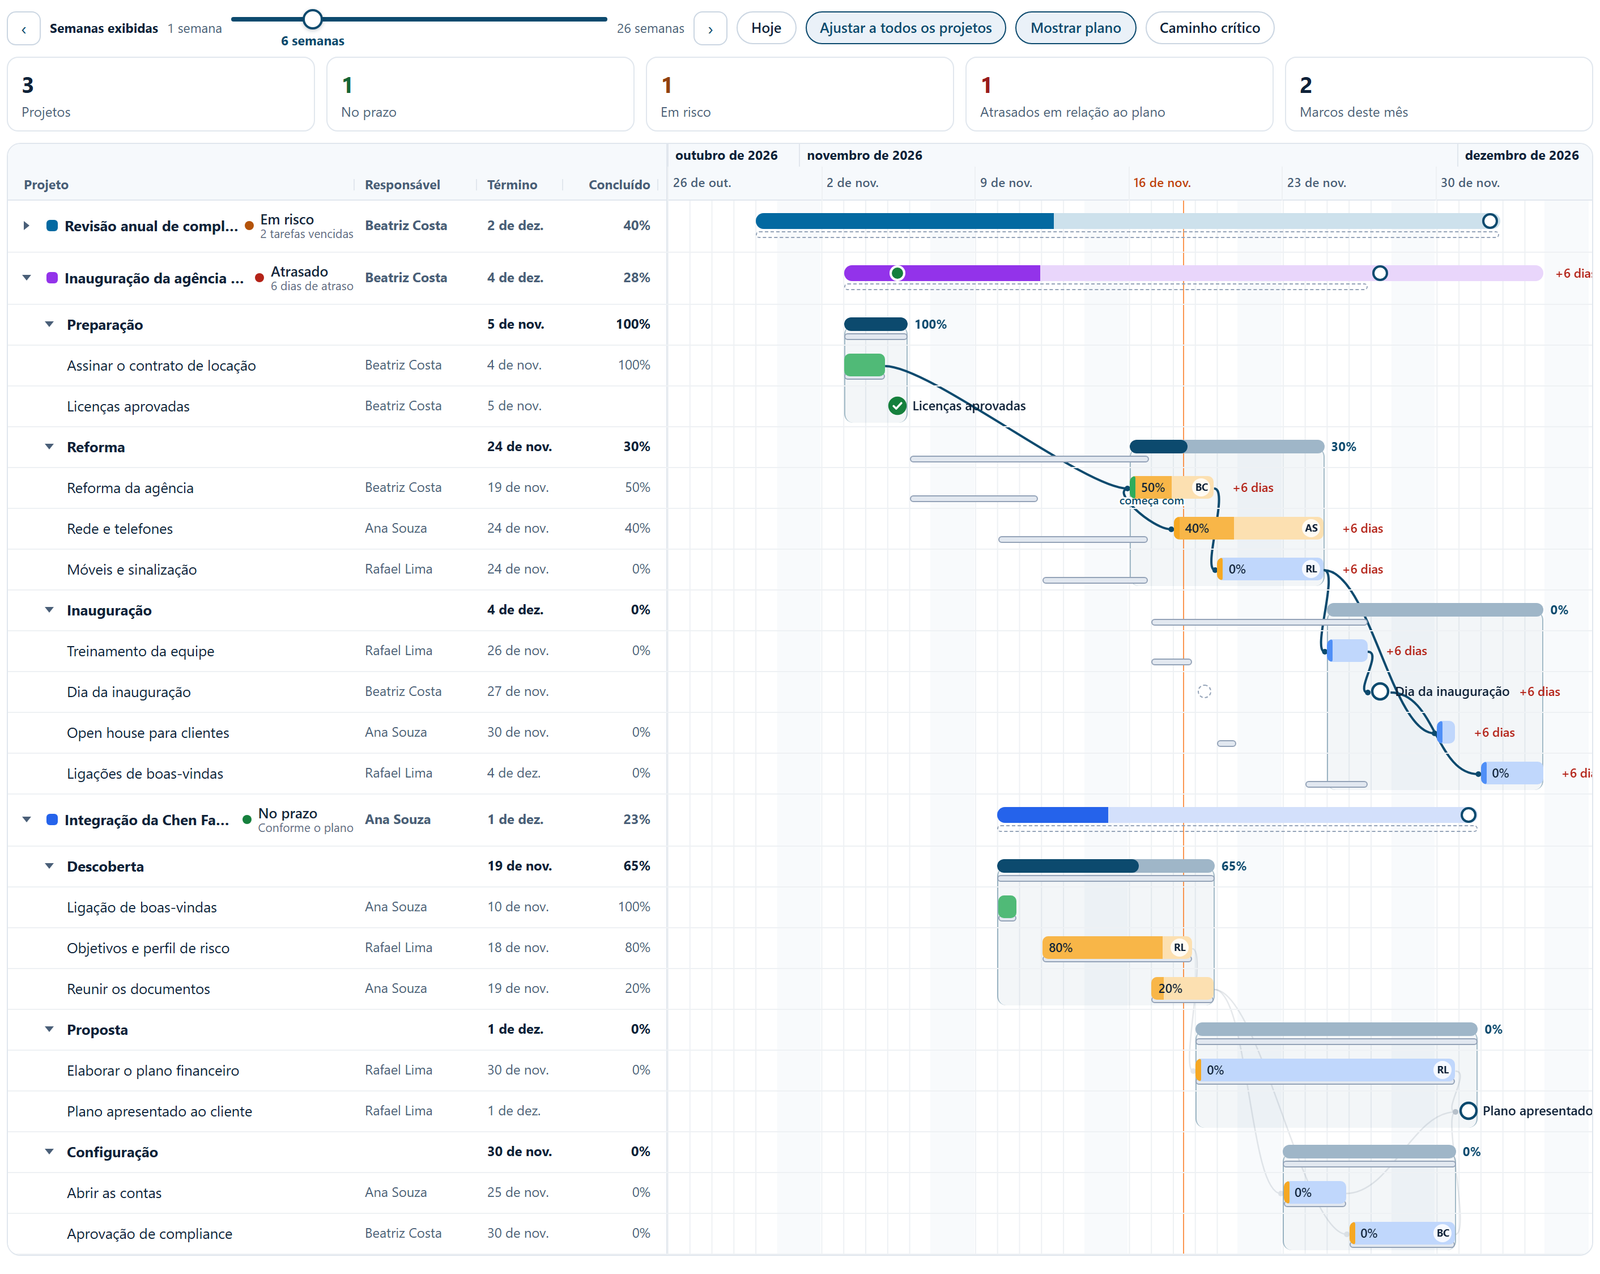 ‹ Semanas exibidas 1 semana 6 semanas 26 semanas › Hoje Ajustar a todos os projetos Mostrar plano Caminho crítico
3 Projetos
1 No prazo
1 Em risco
1 Atrasados em relação ao plano
2 Marcos deste mês
outubro de 2026 novembro de 2026 dezembro de 2026
Projeto Responsável Término Concluído 26 de out. 2 de nov. 9 de nov. 16 de nov. 23 de nov. 30 de nov.
Revisão anual de compl... Em risco 2 tarefas vencidas Beatriz Costa 2 de dez. 40%
Inauguração da agência ... Atrasado 6 dias de atraso Beatriz Costa 4 de dez. 28% +6 dias
Preparação 5 de nov. 100% 100%
Assinar o contrato de locação Beatriz Costa 4 de nov. 100%
Licenças aprovadas Beatriz Costa 5 de nov. Licenças aprovadas
Reforma 24 de nov. 30% 30%
Reforma da agência Beatriz Costa 19 de nov. 50% 50% BC +6 dias
começa com
Rede e telefones Ana Souza 24 de nov. 40% 40% AS +6 dias
Móveis e sinalização Rafael Lima 24 de nov. 0% 0% RL +6 dias
Inauguração 4 de dez. 0% 0%
Treinamento da equipe Rafael Lima 26 de nov. 0% +6 dias
Dia da inauguração Beatriz Costa 27 de nov. Dia da inauguração +6 dias
Open house para clientes Ana Souza 30 de nov. 0% +6 dias
Ligações de boas-vindas Rafael Lima 4 de dez. 0% 0% +6 di
Integração da Chen Fa... No prazo Conforme o plano Ana Souza 1 de dez. 23%
Descoberta 19 de nov. 65% 65%
Ligação de boas-vindas Ana Souza 10 de nov. 100%
Objetivos e perfil de risco Rafael Lima 18 de nov. 80% 80% RL
Reunir os documentos Ana Souza 19 de nov. 20% 20%
Proposta 1 de dez. 0% 0%
Elaborar o plano financeiro Rafael Lima 30 de nov. 0% 0% RL
Plano apresentado ao cliente Rafael Lima 1 de dez. Plano apresentado
Configuração 30 de nov. 0% 0%
Abrir as contas Ana Souza 25 de nov. 0% 0%
Aprovação de compliance Beatriz Costa 30 de nov. 0% 0% BC